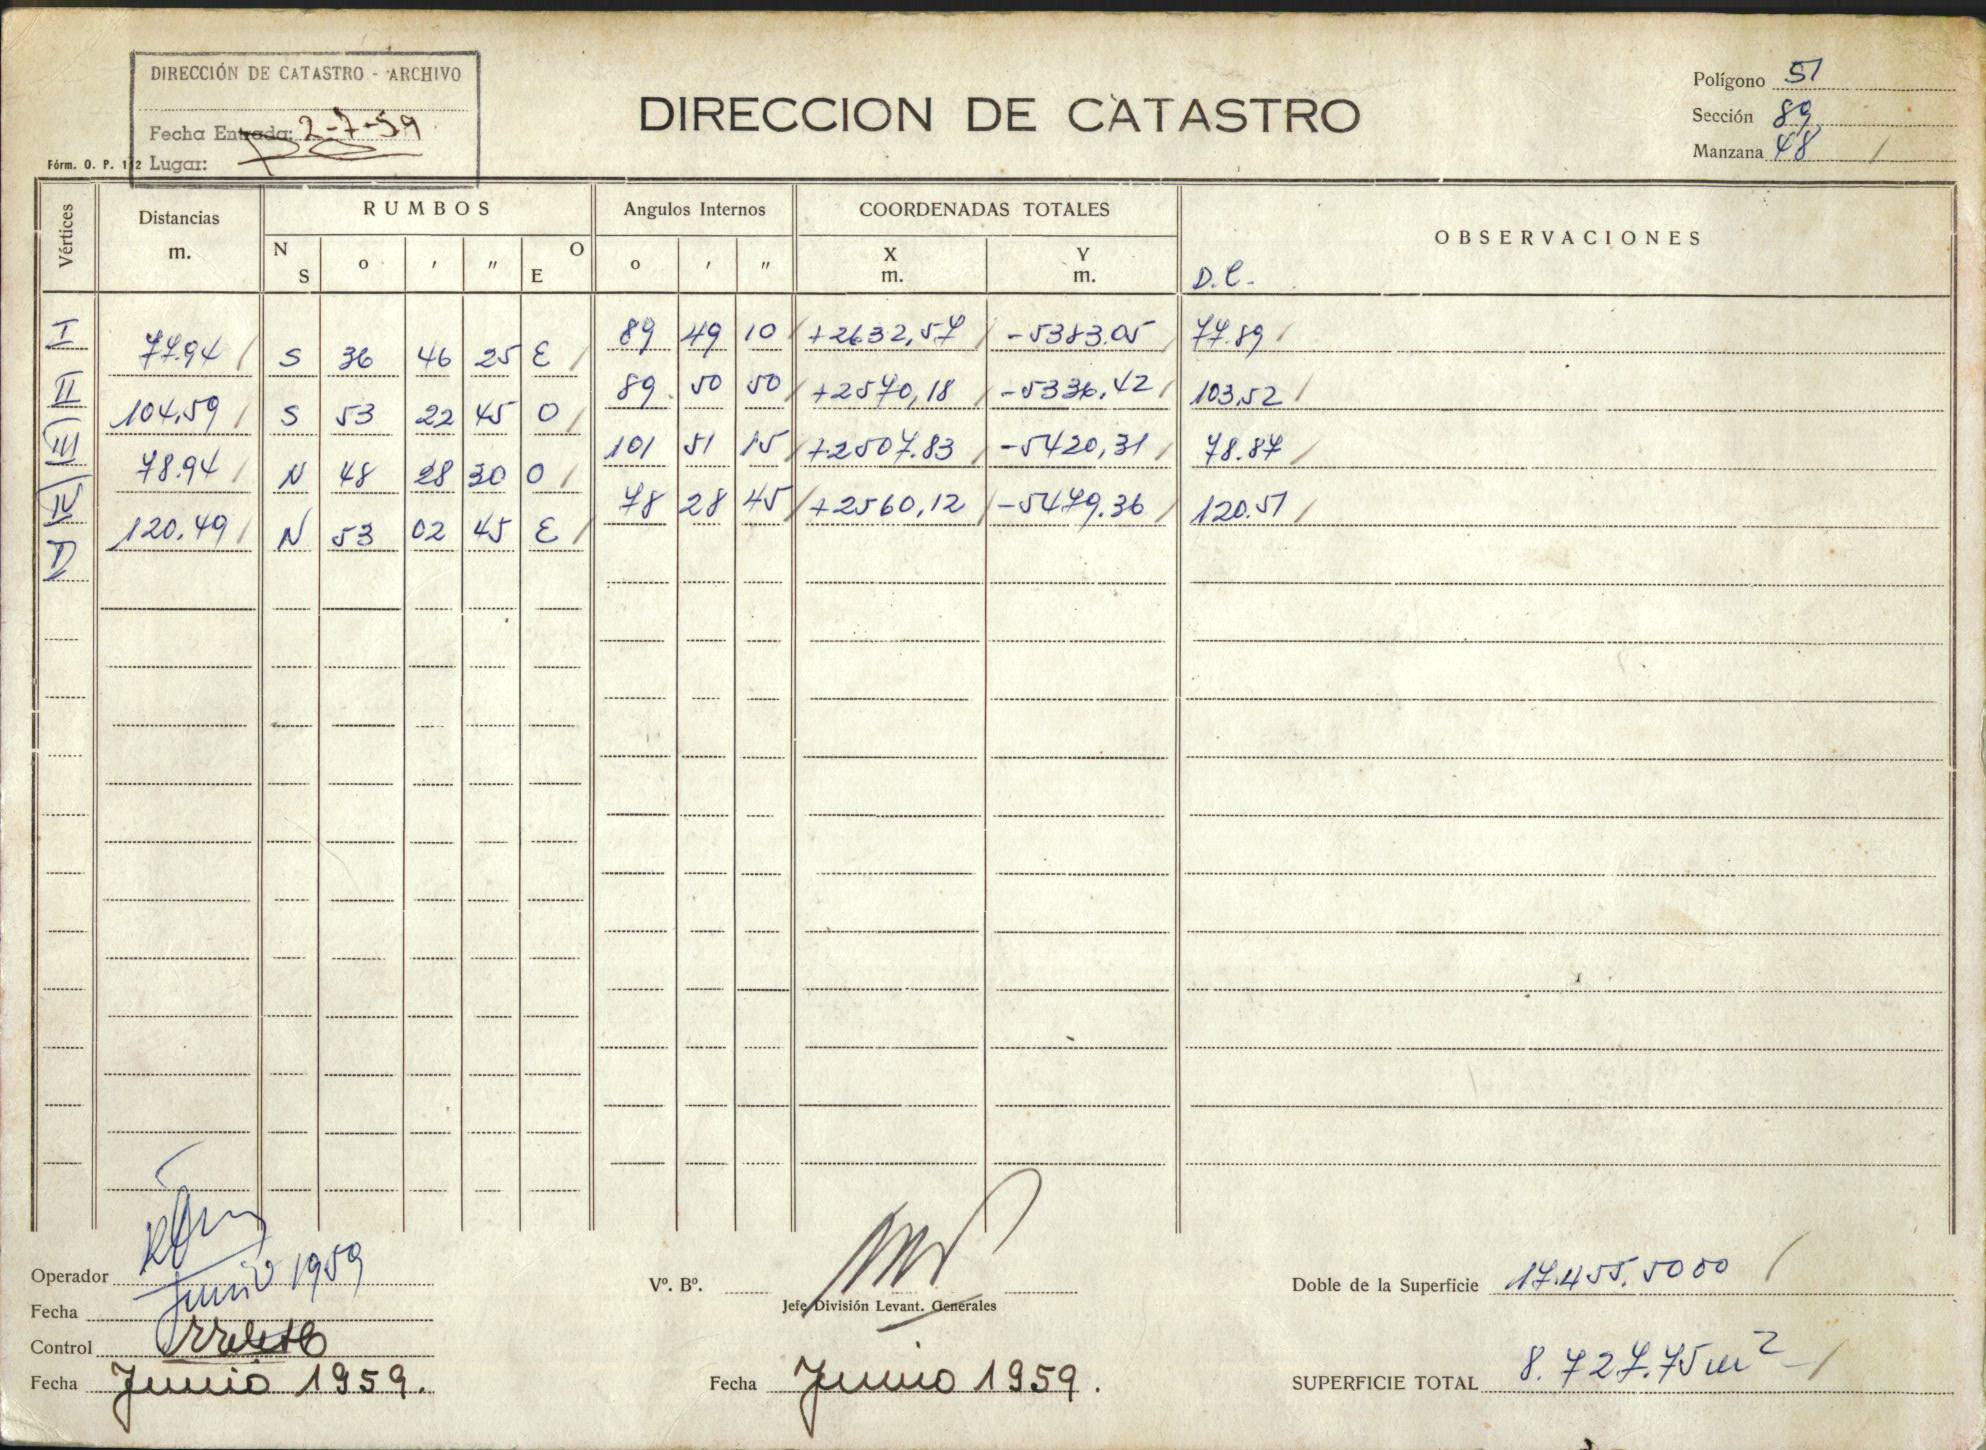 DIRECCIÓN DE CATASTRO - ARCHIVO
Fecha Entrada: 2-7-59
Lugar:
Fórm. O. P. 172
DIRECCION DE CATASTRO
Polígono 51
Sección 89
Manzana 48 /
Vértices Distancias m. RUMBOS N S o ' " O E Angulos Internos o ' " COORDENADAS TOTALES X m. Y m. OBSERVACIONES
D.C.
I 89 49 10 / +2632,57 / -5383.05 / 77.89 /
77.94 / S 36 46 25 E /
II 89 50 50 / +2570,18 / -5336,42 / 103,52 /
104,59 / S 53 22 45 O /
III 101 51 15 / +2507.83 / -5420,31 / 78.87 /
78.94 / N 48 28 30 O /
IV 78 28 45 / +2560,12 / -5479.36 / 120.51 /
120,49 / N 53 02 45 E /
I
Operador
Fecha Junio 1959
Control
Fecha Junio 1959.
Vº. Bº.
Jefe División Levant. Generales
Fecha Junio 1959.
Doble de la Superficie 17.455.5000 /
SUPERFICIE TOTAL 8.727.75 m² /